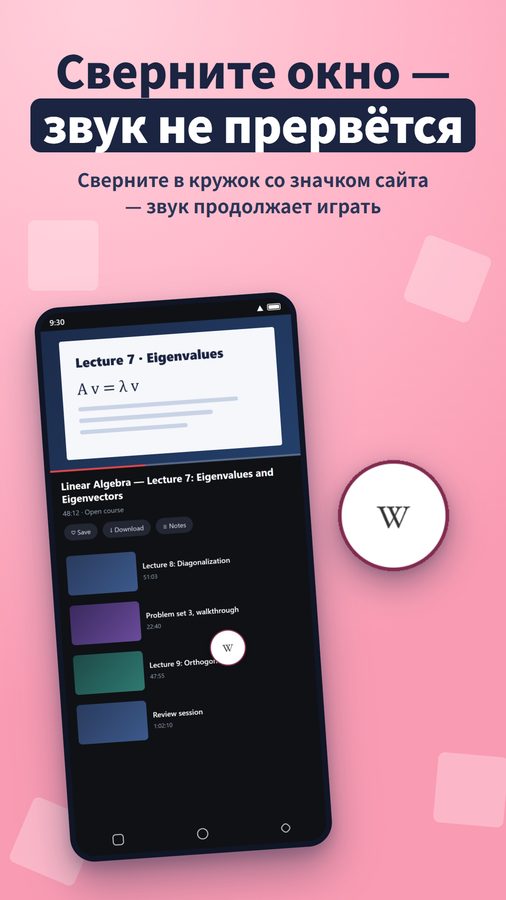 Сверните окно —
звук не прервётся
Сверните в кружок со значком сайта
— звук продолжает играть
9:30
Lecture 7 · Eigenvalues
A v = λ v
Linear Algebra — Lecture 7: Eigenvalues and
Eigenvectors
48:12 · Open course
♡ Save
↓ Download
≡ Notes
Lecture 8: Diagonalization
51:03
Problem set 3, walkthrough
22:40
Lecture 9:
47:55
Review session
1:02:10
W
W